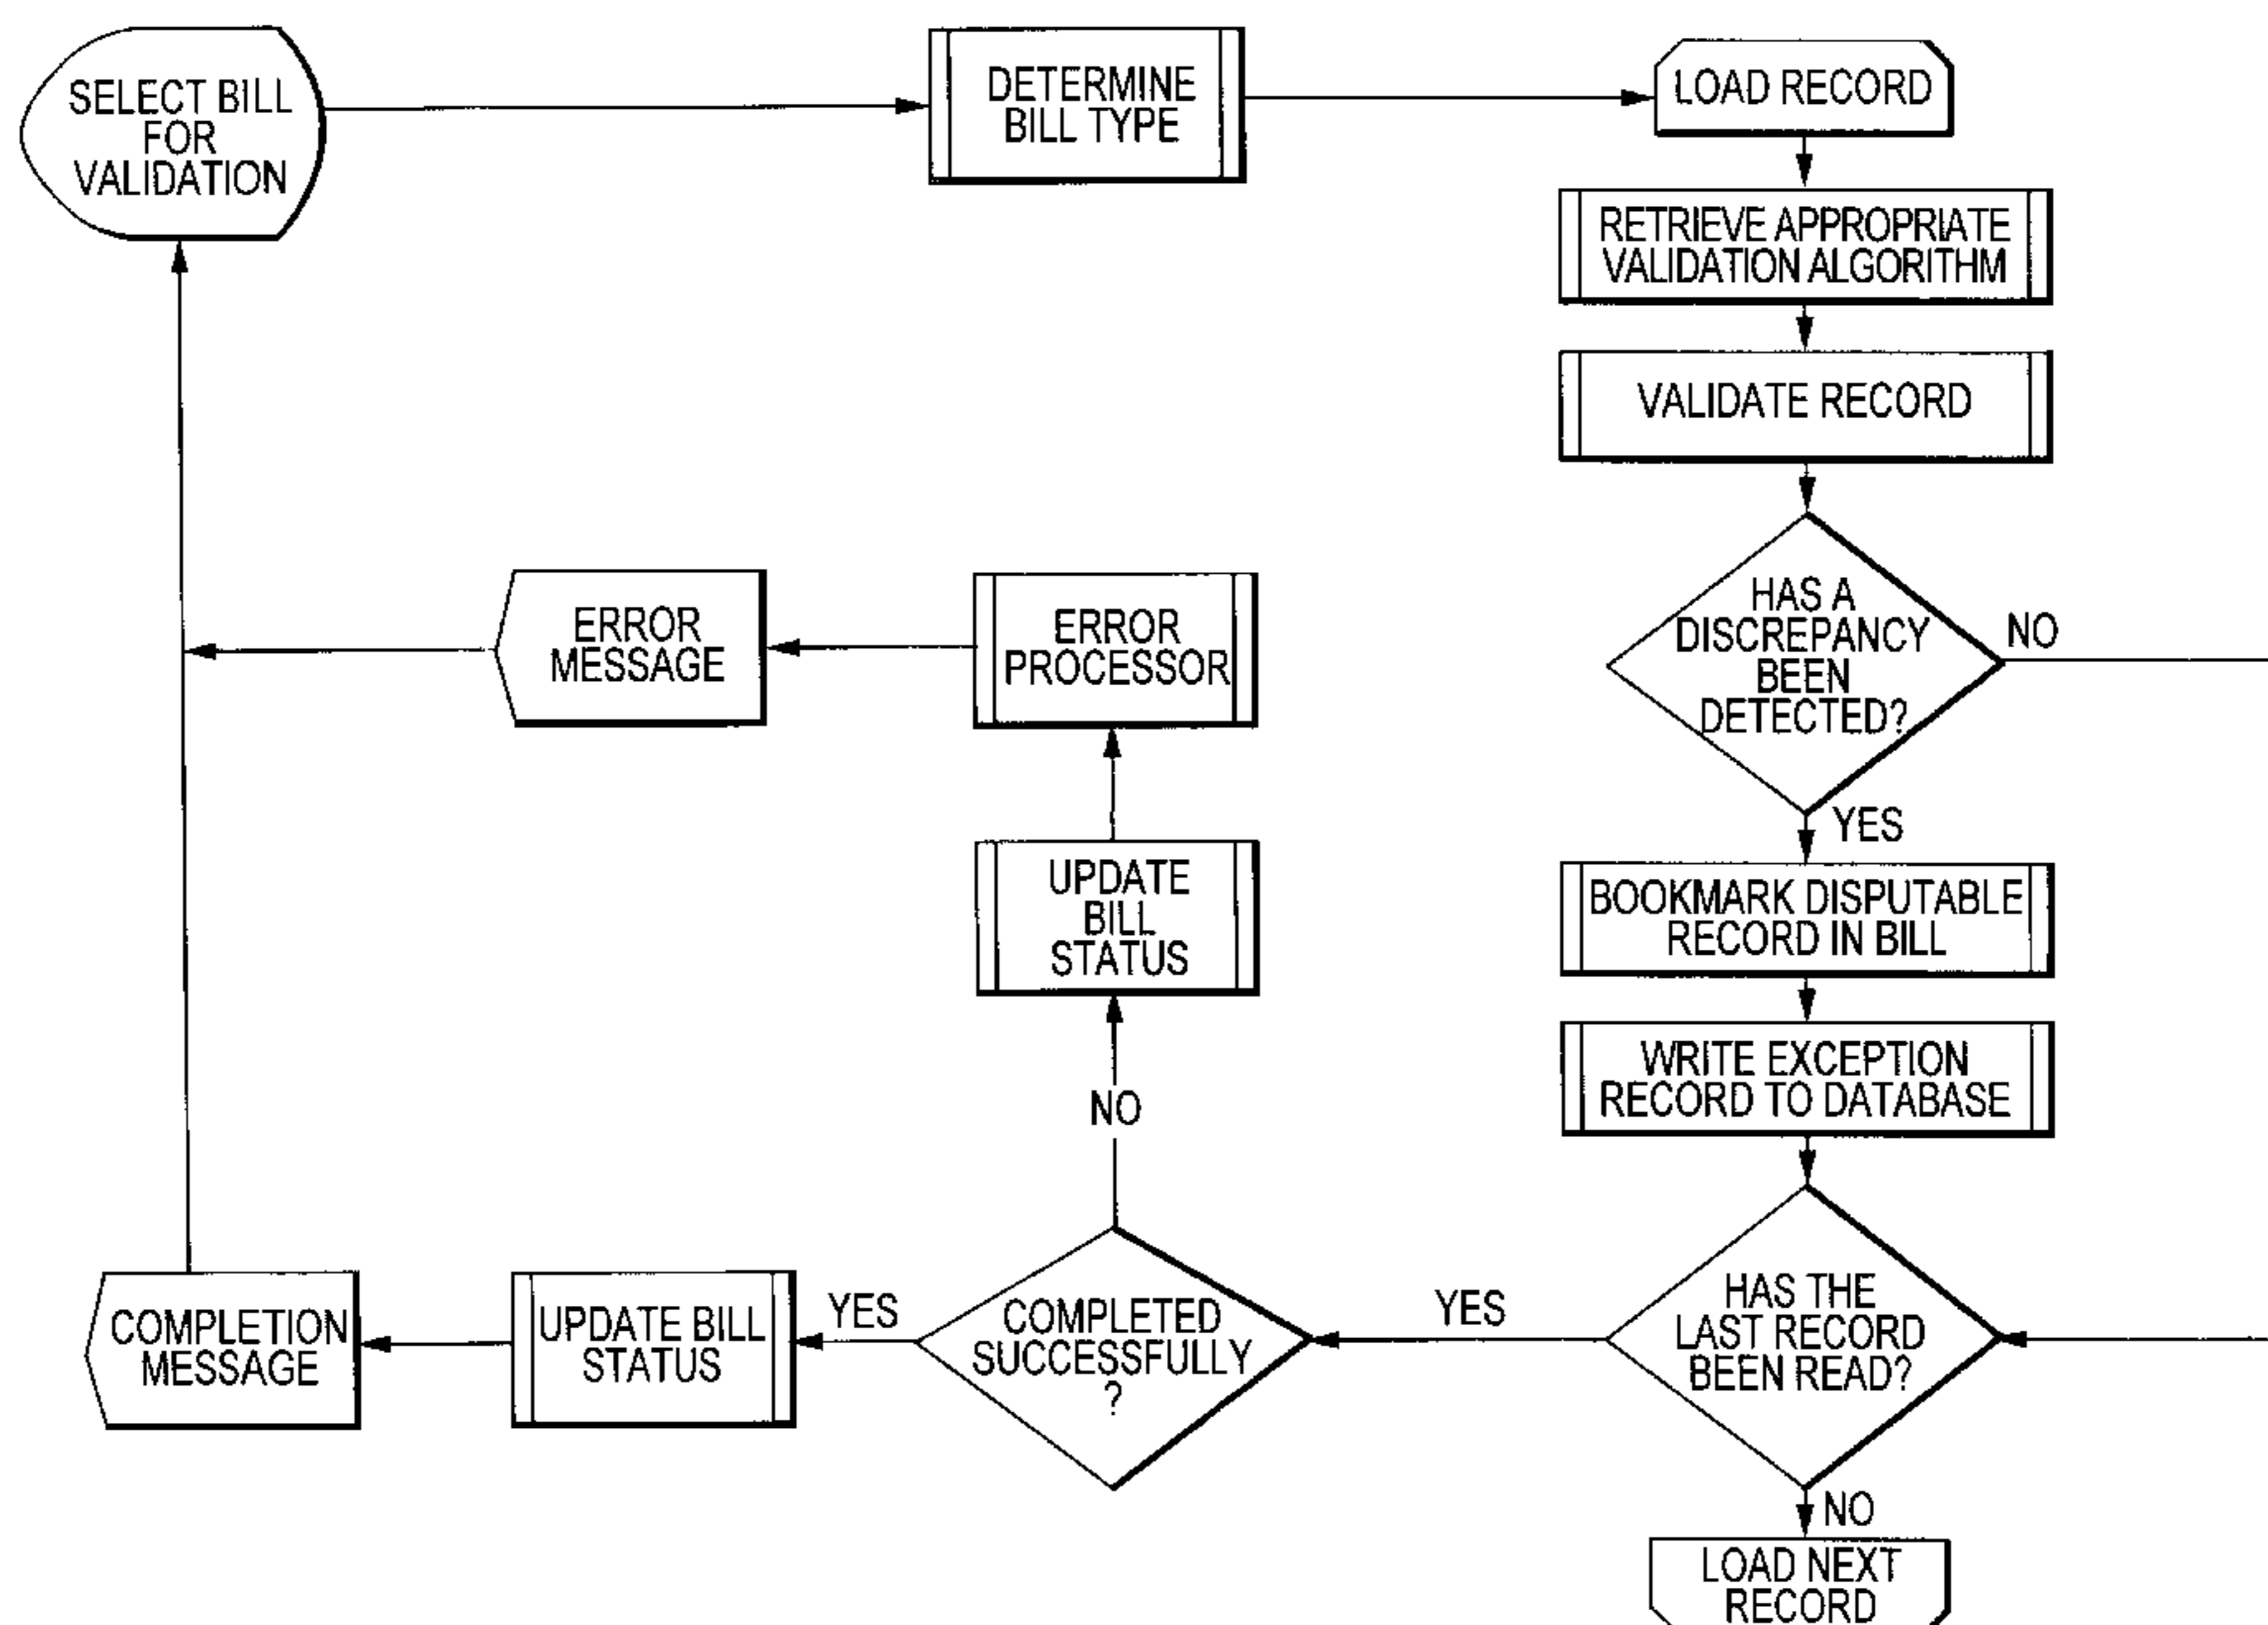 SELECT BILL
FOR
VALIDATION
DETERMINE
BILL TYPE
LOAD RECORD
RETRIEVE APPROPRIATE
VALIDATION ALGORITHM
VALIDATE RECORD
HAS A
DISCREPANCY
BEEN
DETECTED?
NO
YES
BOOKMARK DISPUTABLE
RECORD IN BILL
WRITE EXCEPTION
RECORD TO DATABASE
HAS THE
LAST RECORD
BEEN READ?
NO
LOAD NEXT
RECORD
YES
COMPLETED
SUCCESSFULLY
?
NO
UPDATE
BILL
STATUS
ERROR
PROCESSOR
ERROR
MESSAGE
YES
UPDATE BILL
STATUS
COMPLETION
MESSAGE